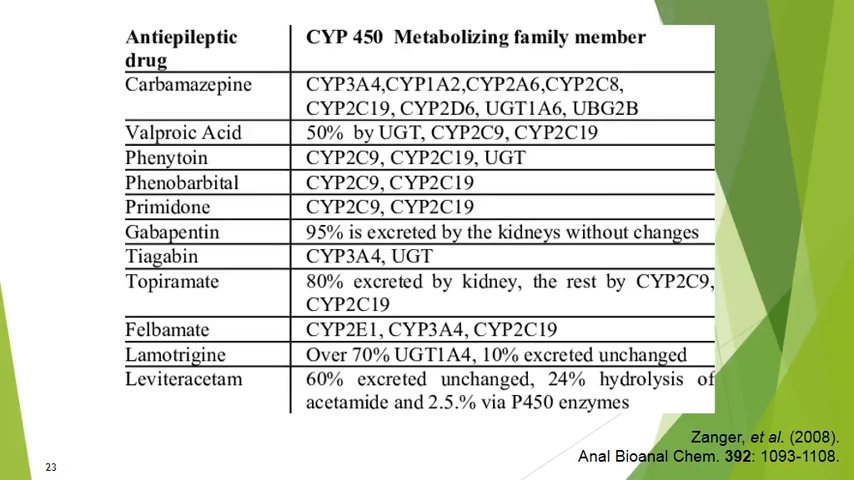 Antiepileptic drug CYP 450 Metabolizing family member
Carbamazepine CYP3A4,CYP1A2,CYP2A6,CYP2C8,
CYP2C19, CYP2D6, UGT1A6, UBG2B
Valproic Acid 50% by UGT, CYP2C9, CYP2C19
Phenytoin CYP2C9, CYP2C19, UGT
Phenobarbital CYP2C9, CYP2C19
Primidone CYP2C9, CYP2C19
Gabapentin 95% is excreted by the kidneys without changes
Tiagabin CYP3A4, UGT
Topiramate 80% excreted by kidney, the rest by CYP2C9,
CYP2C19
Felbamate CYP2E1, CYP3A4, CYP2C19
Lamotrigine Over 70% UGT1A4, 10% excreted unchanged
Leviteracetam 60% excreted unchanged, 24% hydrolysis of
acetamide and 2.5.% via P450 enzymes
Zanger, et al. (2008).
Anal Bioanal Chem. 392: 1093-1108.
23